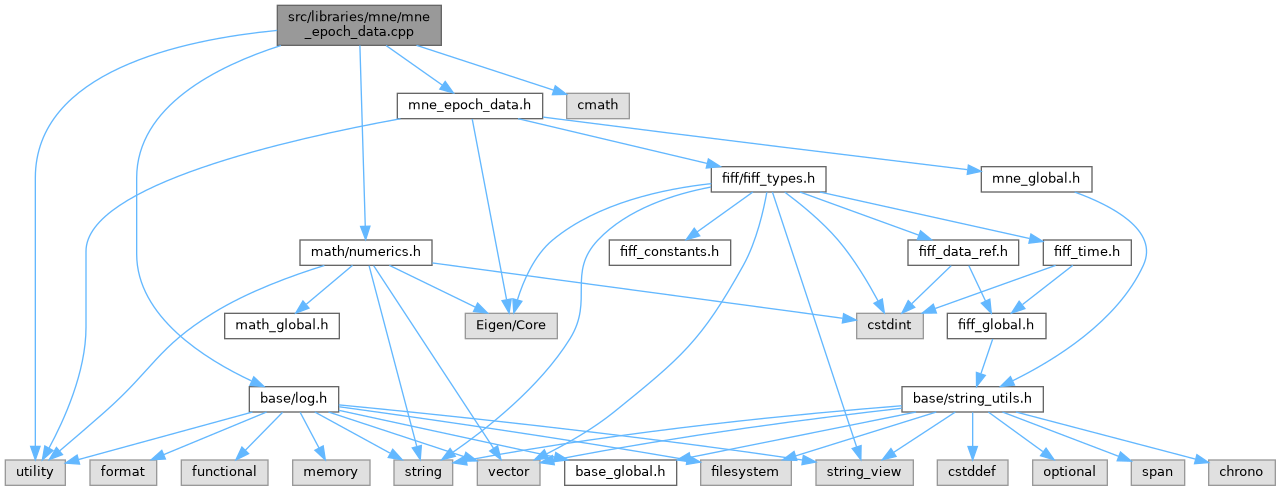 src/libraries/mne/mne
_epoch_data.cpp
mne_epoch_data.h
cmath
fiff/fiff_types.h
mne_global.h
math/numerics.h
fiff_constants.h
fiff_data_ref.h
fiff_time.h
math_global.h
Eigen/Core
cstdint
fiff_global.h
base/log.h
base/string_utils.h
utility
format
functional
memory
string
vector
base_global.h
filesystem
string_view
cstddef
optional
span
chrono